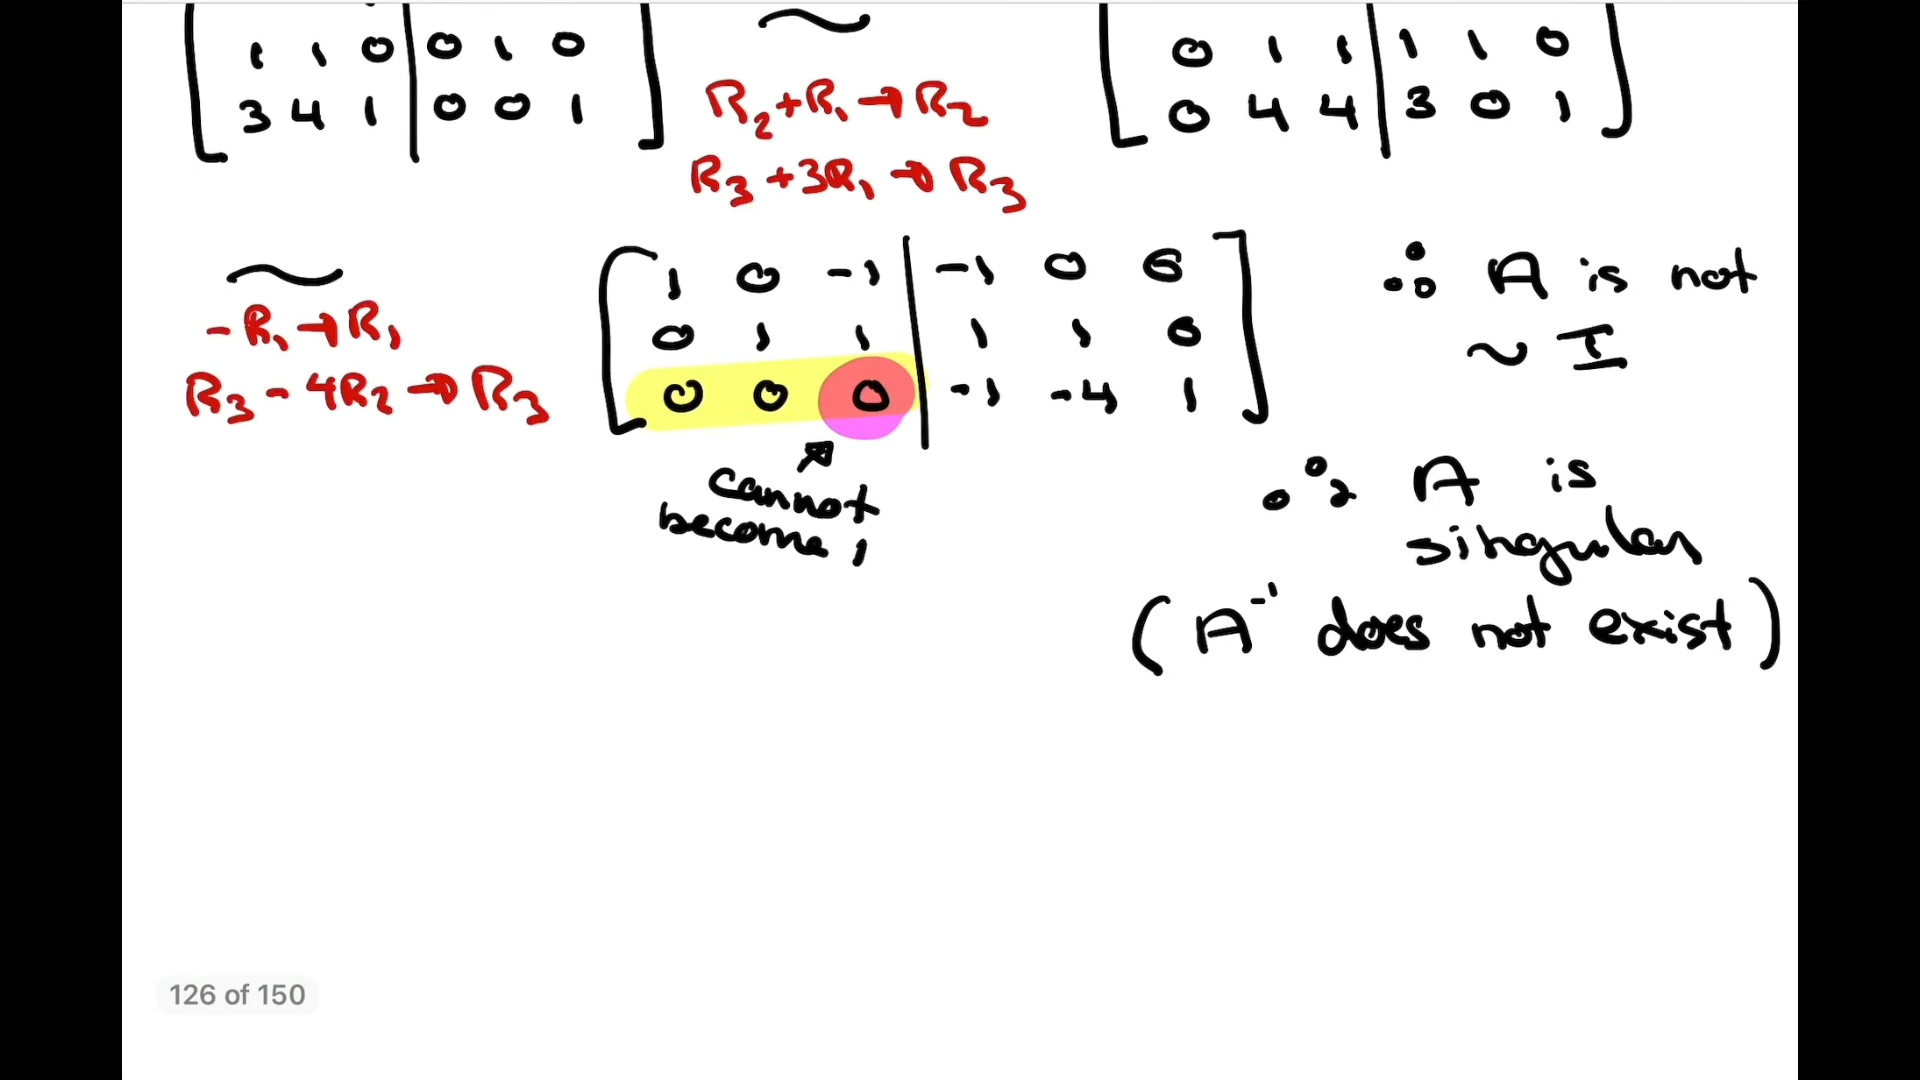 1 1 0 | 0 1 0
3 4 1 | 0 0 1
~
R₂+R₁→R₂
R₃+3R₁→R₃
0 1 1 | 1 1 0
0 4 4 | 3 0 1
~
-R₁→R₁
R₃-4R₂→R₃
1 0 -1 | -1 0 0
0 1 1 | 1 1 0
0 0 0 | -1 -4 1
cannot
become 1
∴ A is not
~ I
∴ A is
singular
(A⁻¹ does not exist)
126 of 150